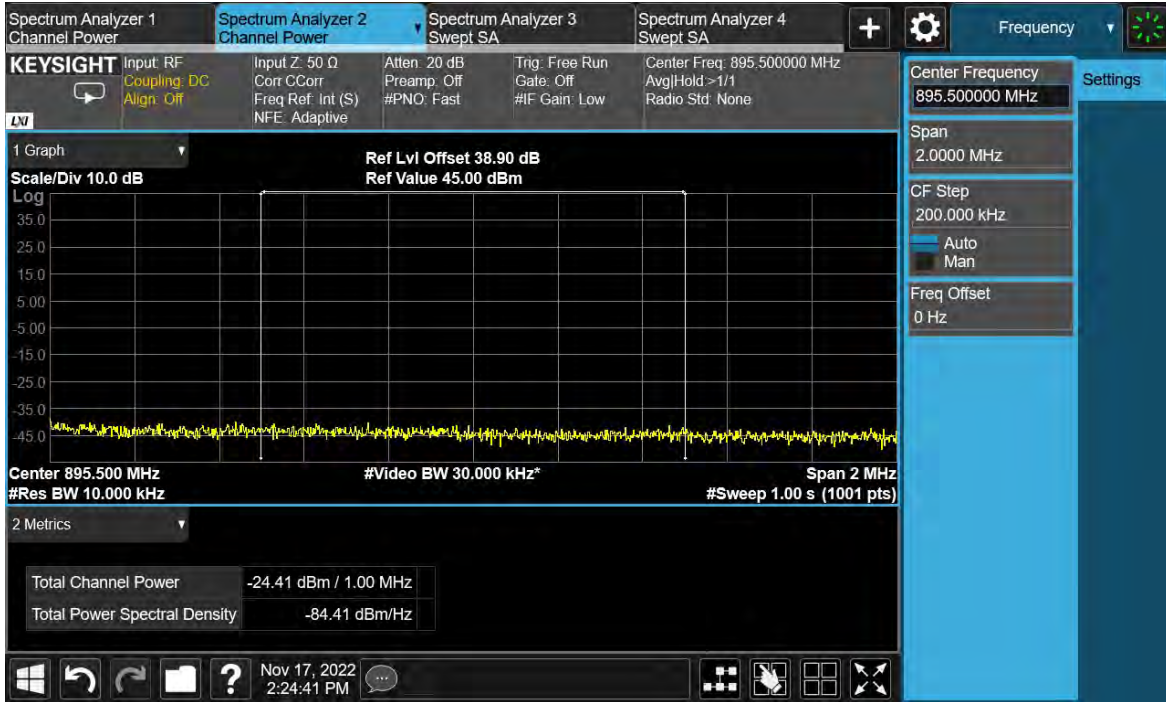 Spectrum Analyzer 1
Channel Power
Spectrum Analyzer 2
Channel Power
Spectrum Analyzer 3
Swept SA
Spectrum Analyzer 4
Swept SA
+
Frequency
KEYSIGHT
LXI
Input: RF
Coupling: DC
Align: Off
Input Z: 50 Ω
Corr CCorr
Freq Ref: Int (S)
NFE: Adaptive
Atten: 20 dB
Preamp: Off
#PNO: Fast
Trig: Free Run
Gate: Off
#IF Gain: Low
Center Freq: 895.500000 MHz
Avg|Hold:>1/1
Radio Std: None
Center Frequency
895.500000 MHz
Settings
Span
2.0000 MHz
CF Step
200.000 kHz
Auto
Man
Freq Offset
0 Hz
1 Graph
Scale/Div 10.0 dB
Ref Lvl Offset 38.90 dB
Ref Value 45.00 dBm
Log
35.0
25.0
15.0
5.00
-5.00
-15.0
-25.0
-35.0
-45.0
Center 895.500 MHz
#Video BW 30.000 kHz*
Span 2 MHz
#Res BW 10.000 kHz
#Sweep 1.00 s (1001 pts)
2 Metrics
Total Channel Power
-24.41 dBm / 1.00 MHz
Total Power Spectral Density
-84.41 dBm/Hz
?
Nov 17, 2022
2:24:41 PM